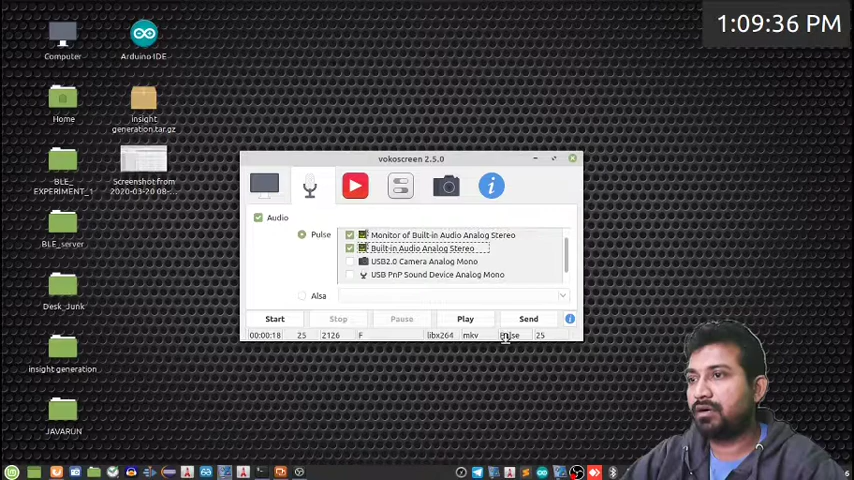 1:09:36 PM
Computer
Arduino IDE
Home
insight
generation.tar.gz
BLE_
EXPERIMENT_1
Screenshot from
2020-03-20 08-...
BLE_server
Desk_Junk
insight generation
JAVARUN
vokoscreen 2.5.0
Audio
Pulse
Monitor of Built-in Audio Analog Stereo
Built-in Audio Analog Stereo
USB2.0 Camera Analog Mono
USB PnP Sound Device Analog Mono
Alsa
Start
Stop
Pause
Play
Send
00:00:18
25
2126
F
libx264
mkv
Pulse
25